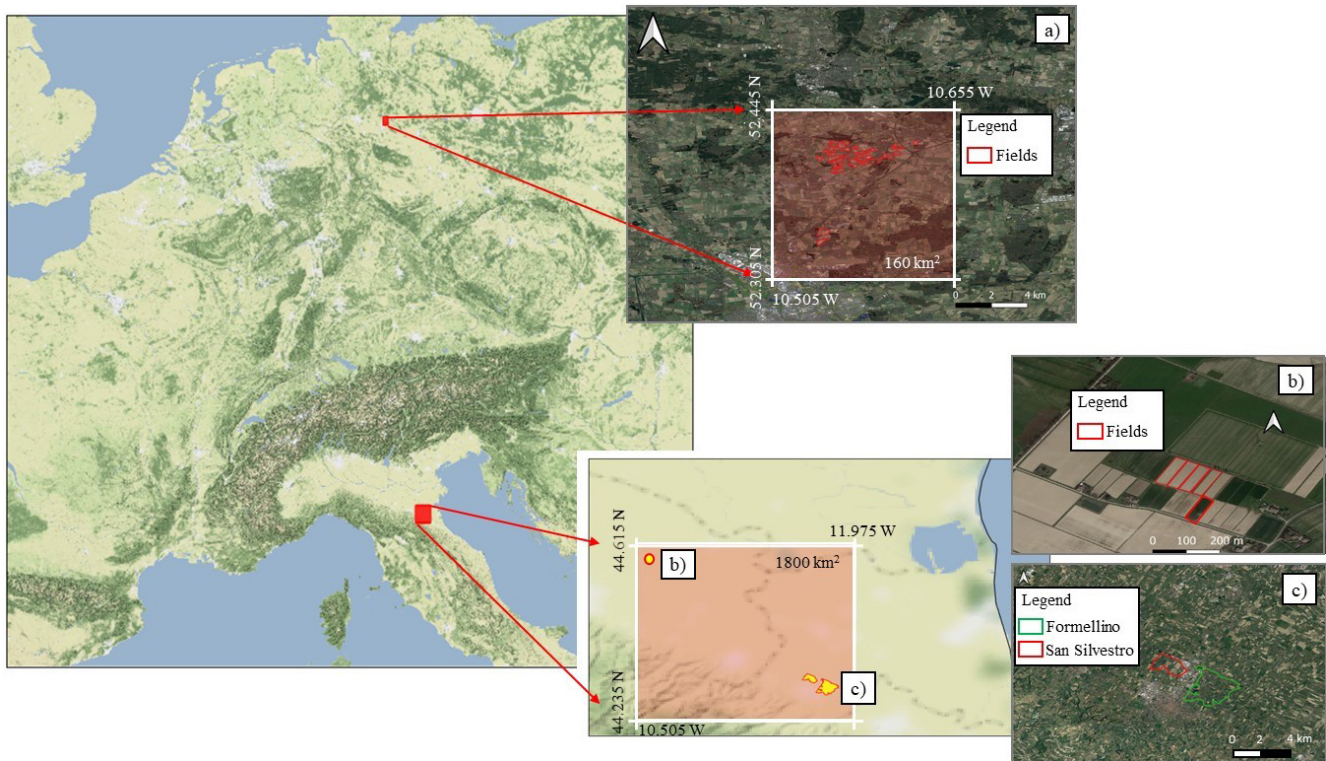 a)
52.445 N
10.655 W
Legend
Fields
52.305 N
160 km²
10.505 W
0 2 4 km
b)
Legend
Fields
0 100 200 m
44.615 N
11.975 W
b)
1800 km²
c)
44.235 N
10.505 W
c)
Legend
Formellino
San Silvestro
0 2 4 km